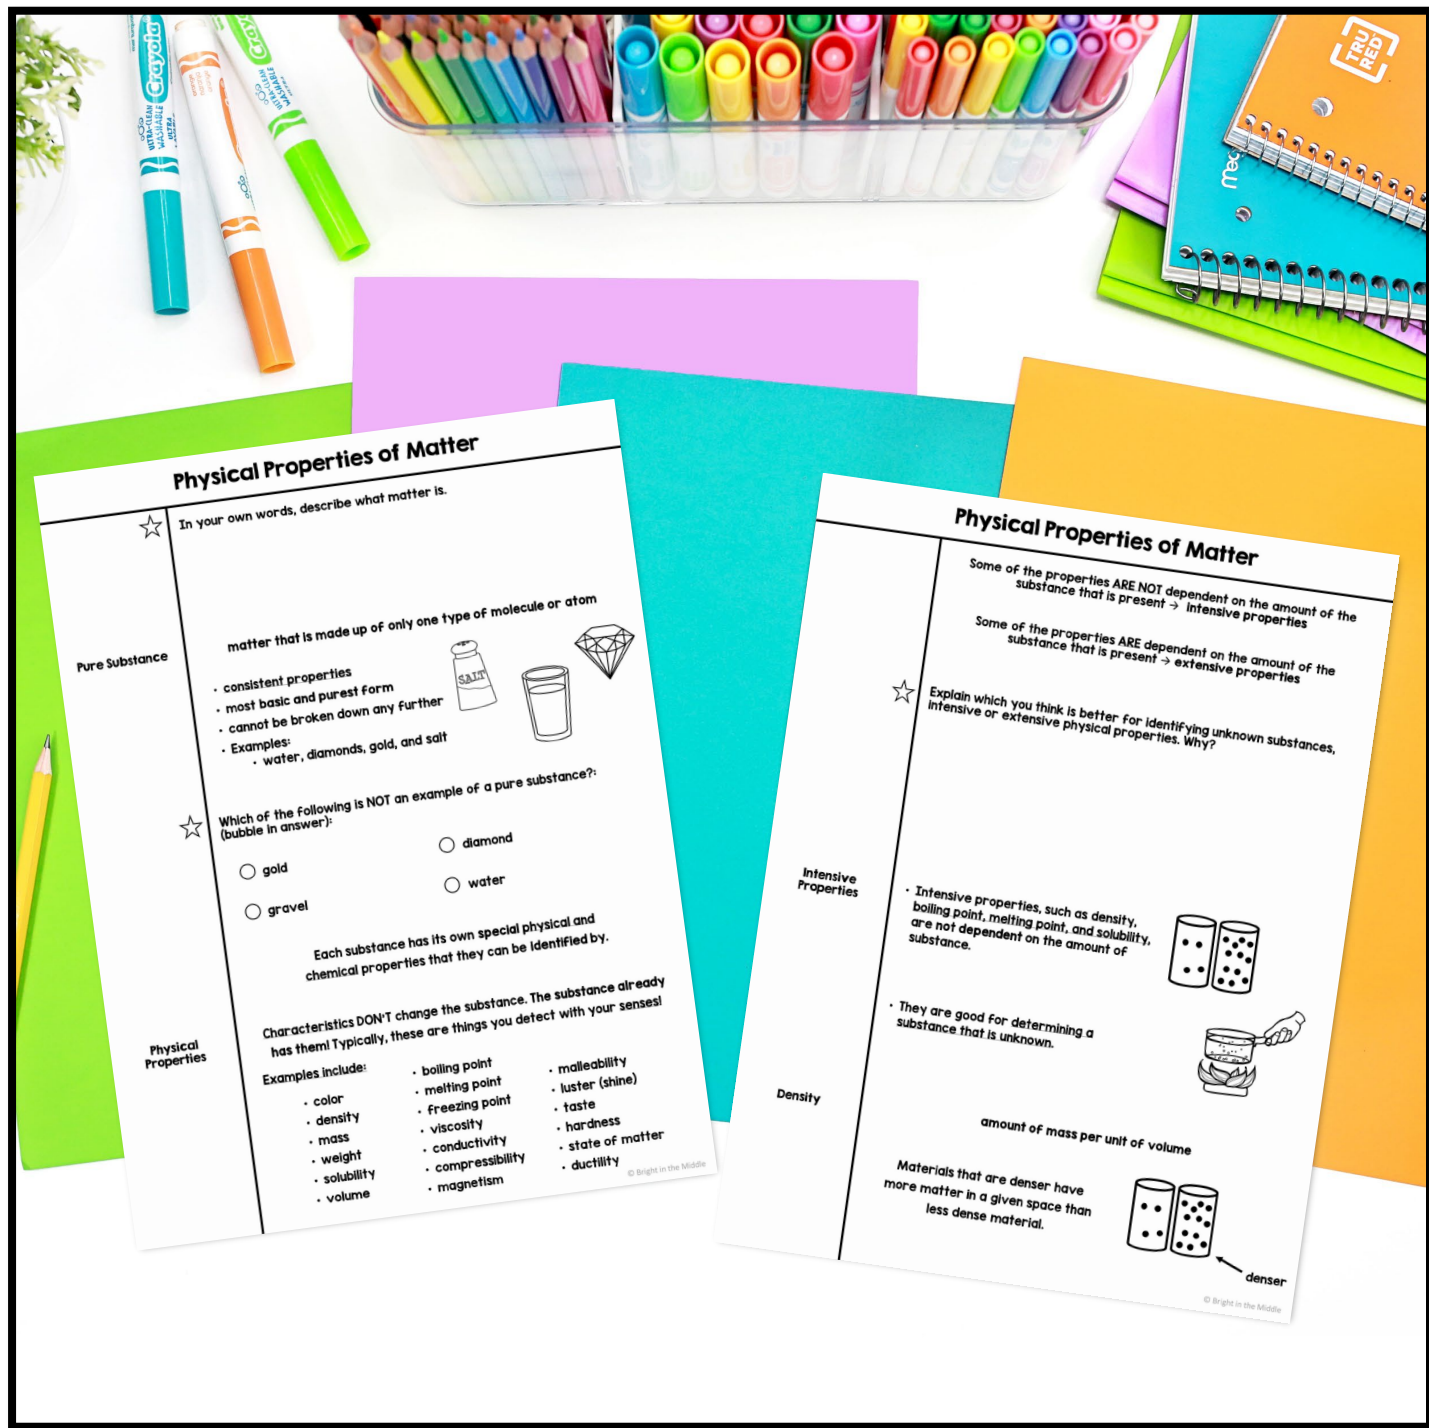 Crayola
ULTRA-CLEAN
WASHABLE
ULTRA-CLEAN
WASHABLE
Crayola
TRU
RED
Physical Properties of Matter
In your own words, describe what matter is.
Pure Substance
matter that is made up of only one type of molecule or atom
• consistent properties
• most basic and purest form
• cannot be broken down any further
• Examples:
• water, diamonds, gold, and salt
SALT
Which of the following is NOT an example of a pure substance?:
(bubble in answer):
gold
diamond
gravel
water
Each substance has its own special physical and
chemical properties that they can be identified by.
Physical
Properties
Characteristics DON'T change the substance. The substance already
has them! Typically, these are things you detect with your senses!
Examples include:
• color
• density
• mass
• weight
• solubility
• volume
• boiling point
• melting point
• freezing point
• viscosity
• conductivity
• compressibility
• magnetism
• malleability
• luster (shine)
• taste
• hardness
• state of matter
• ductility
© Bright in the Middle
Physical Properties of Matter
Some of the properties ARE NOT dependent on the amount of the
substance that is present → intensive properties
Some of the properties ARE dependent on the amount of the
substance that is present → extensive properties
Explain which you think is better for identifying unknown substances,
intensive or extensive physical properties. Why?
Intensive
Properties
• Intensive properties, such as density,
boiling point, melting point, and solubility,
are not dependent on the amount of
substance.
• They are good for determining a
substance that is unknown.
Density
amount of mass per unit of volume
Materials that are denser have
more matter in a given space than
less dense material.
denser
© Bright in the Middle